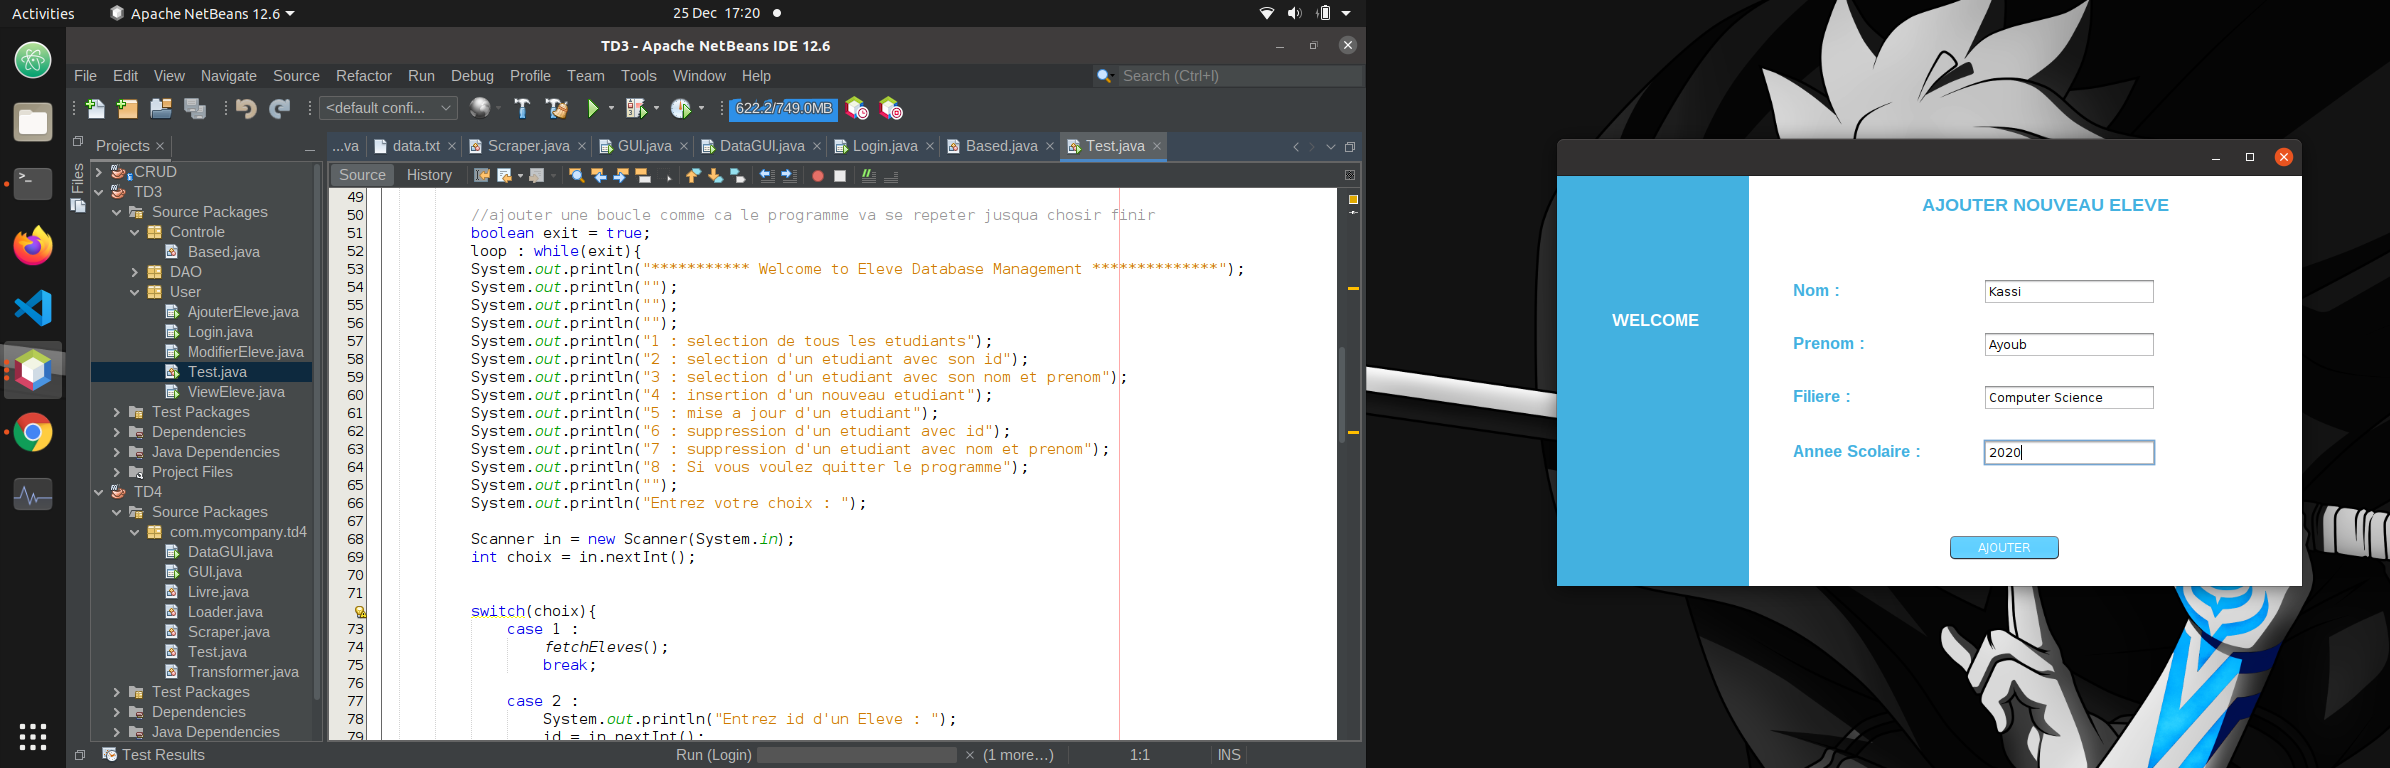 Activities
Apache NetBeans 12.6
25 Dec 17:20
TD3 - Apache NetBeans IDE 12.6
File Edit View Navigate Source Refactor Run Debug Profile Team Tools Window Help
Search (Ctrl+I)
<default confi...
622.2/749.0MB
Files
Projects
CRUD
TD3
Source Packages
Controle
Based.java
DAO
User
AjouterEleve.java
Login.java
ModifierEleve.java
Test.java
ViewEleve.java
Test Packages
Dependencies
Java Dependencies
Project Files
TD4
Source Packages
com.mycompany.td4
DataGUI.java
GUI.java
Livre.java
Loader.java
Scraper.java
Test.java
Transformer.java
Test Packages
Dependencies
Java Dependencies
...va data.txt Scraper.java GUI.java DataGUI.java Login.java Based.java Test.java
Source History
49
50 //ajouter une boucle comme ca le programme va se repeter jusqua chosir finir
51 boolean exit = true;
52 loop : while(exit){
53 System.out.println("*********** Welcome to Eleve Database Management **************");
54 System.out.println("");
55 System.out.println("");
56 System.out.println("");
57 System.out.println("1 : selection de tous les etudiants");
58 System.out.println("2 : selection d'un etudiant avec son id");
59 System.out.println("3 : selection d'un etudiant avec son nom et prenom");
60 System.out.println("4 : insertion d'un nouveau etudiant");
61 System.out.println("5 : mise a jour d'un etudiant");
62 System.out.println("6 : suppression d'un etudiant avec id");
63 System.out.println("7 : suppression d'un etudiant avec nom et prenom");
64 System.out.println("8 : Si vous voulez quitter le programme");
65 System.out.println("");
66 System.out.println("Entrez votre choix : ");
67
68 Scanner in = new Scanner(System.in);
69 int choix = in.nextInt();
70
71
switch(choix){
73 case 1 :
74 fetchEleves();
75 break;
76
77 case 2 :
78 System.out.println("Entrez id d'un Eleve : ");
79 id = in.nextInt();
Test Results
Run (Login)
(1 more...)
1:1
INS
AJOUTER NOUVEAU ELEVE
WELCOME
Nom : Kassi
Prenom : Ayoub
Filiere : Computer Science
Annee Scolaire : 2020
AJOUTER